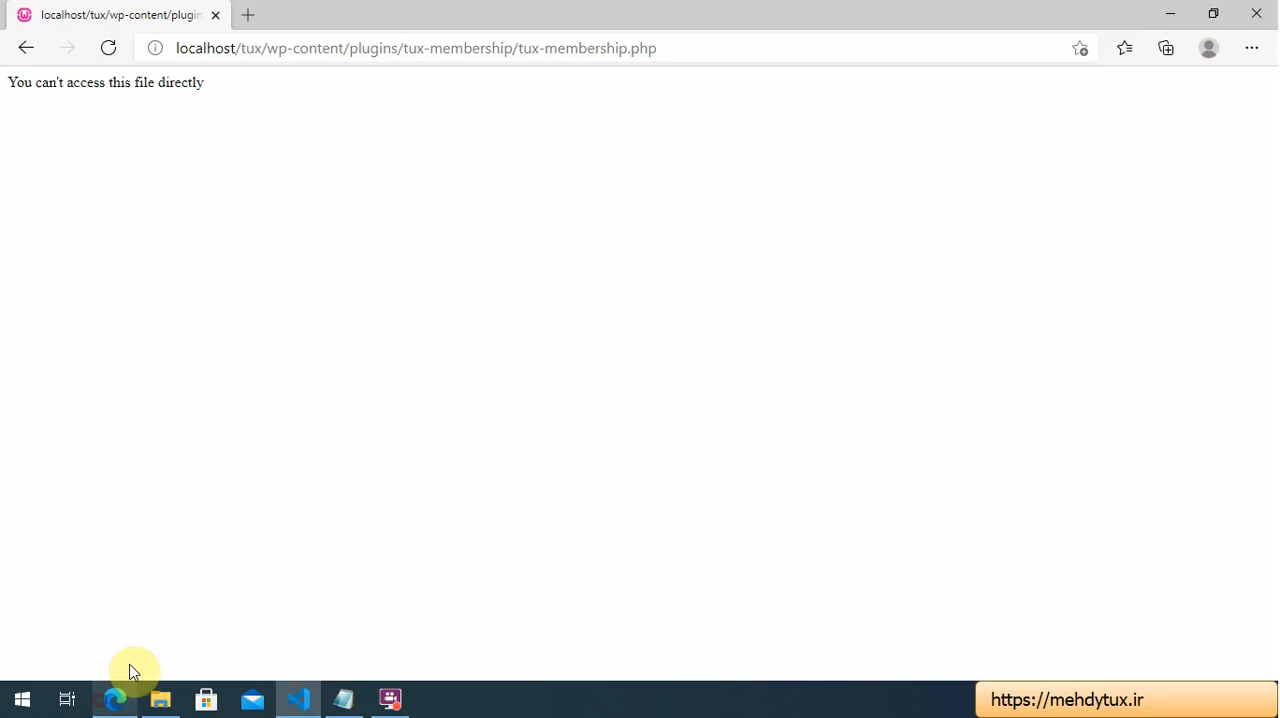 localhost/tux/wp-content/plugin
localhost/tux/wp-content/plugins/tux-membership/tux-membership.php
You can't access this file directly
https://mehdytux.ir